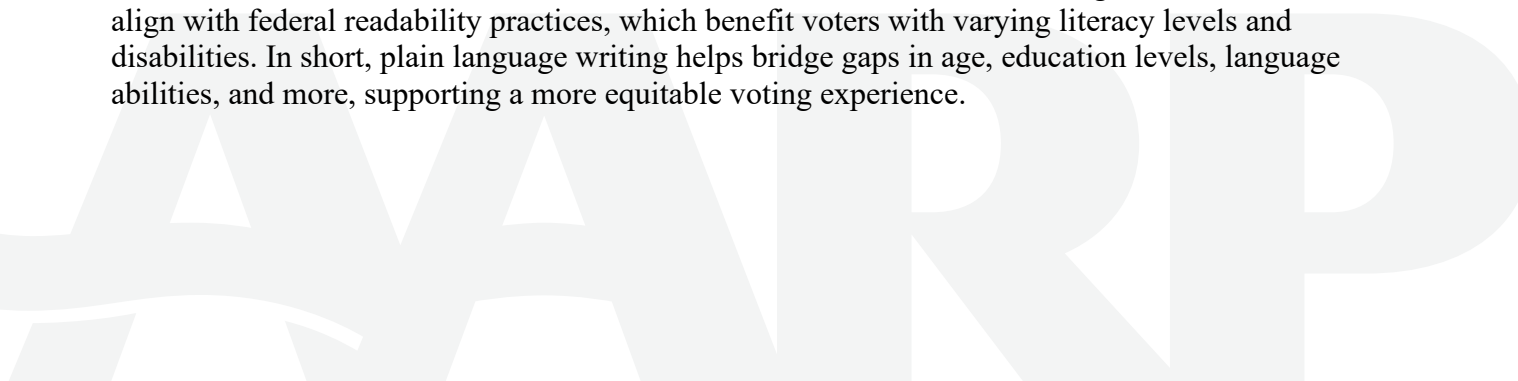 align with federal readability practices, which benefit voters with varying literacy levels and
disabilities. In short, plain language writing helps bridge gaps in age, education levels, language
abilities, and more, supporting a more equitable voting experience.
AARP